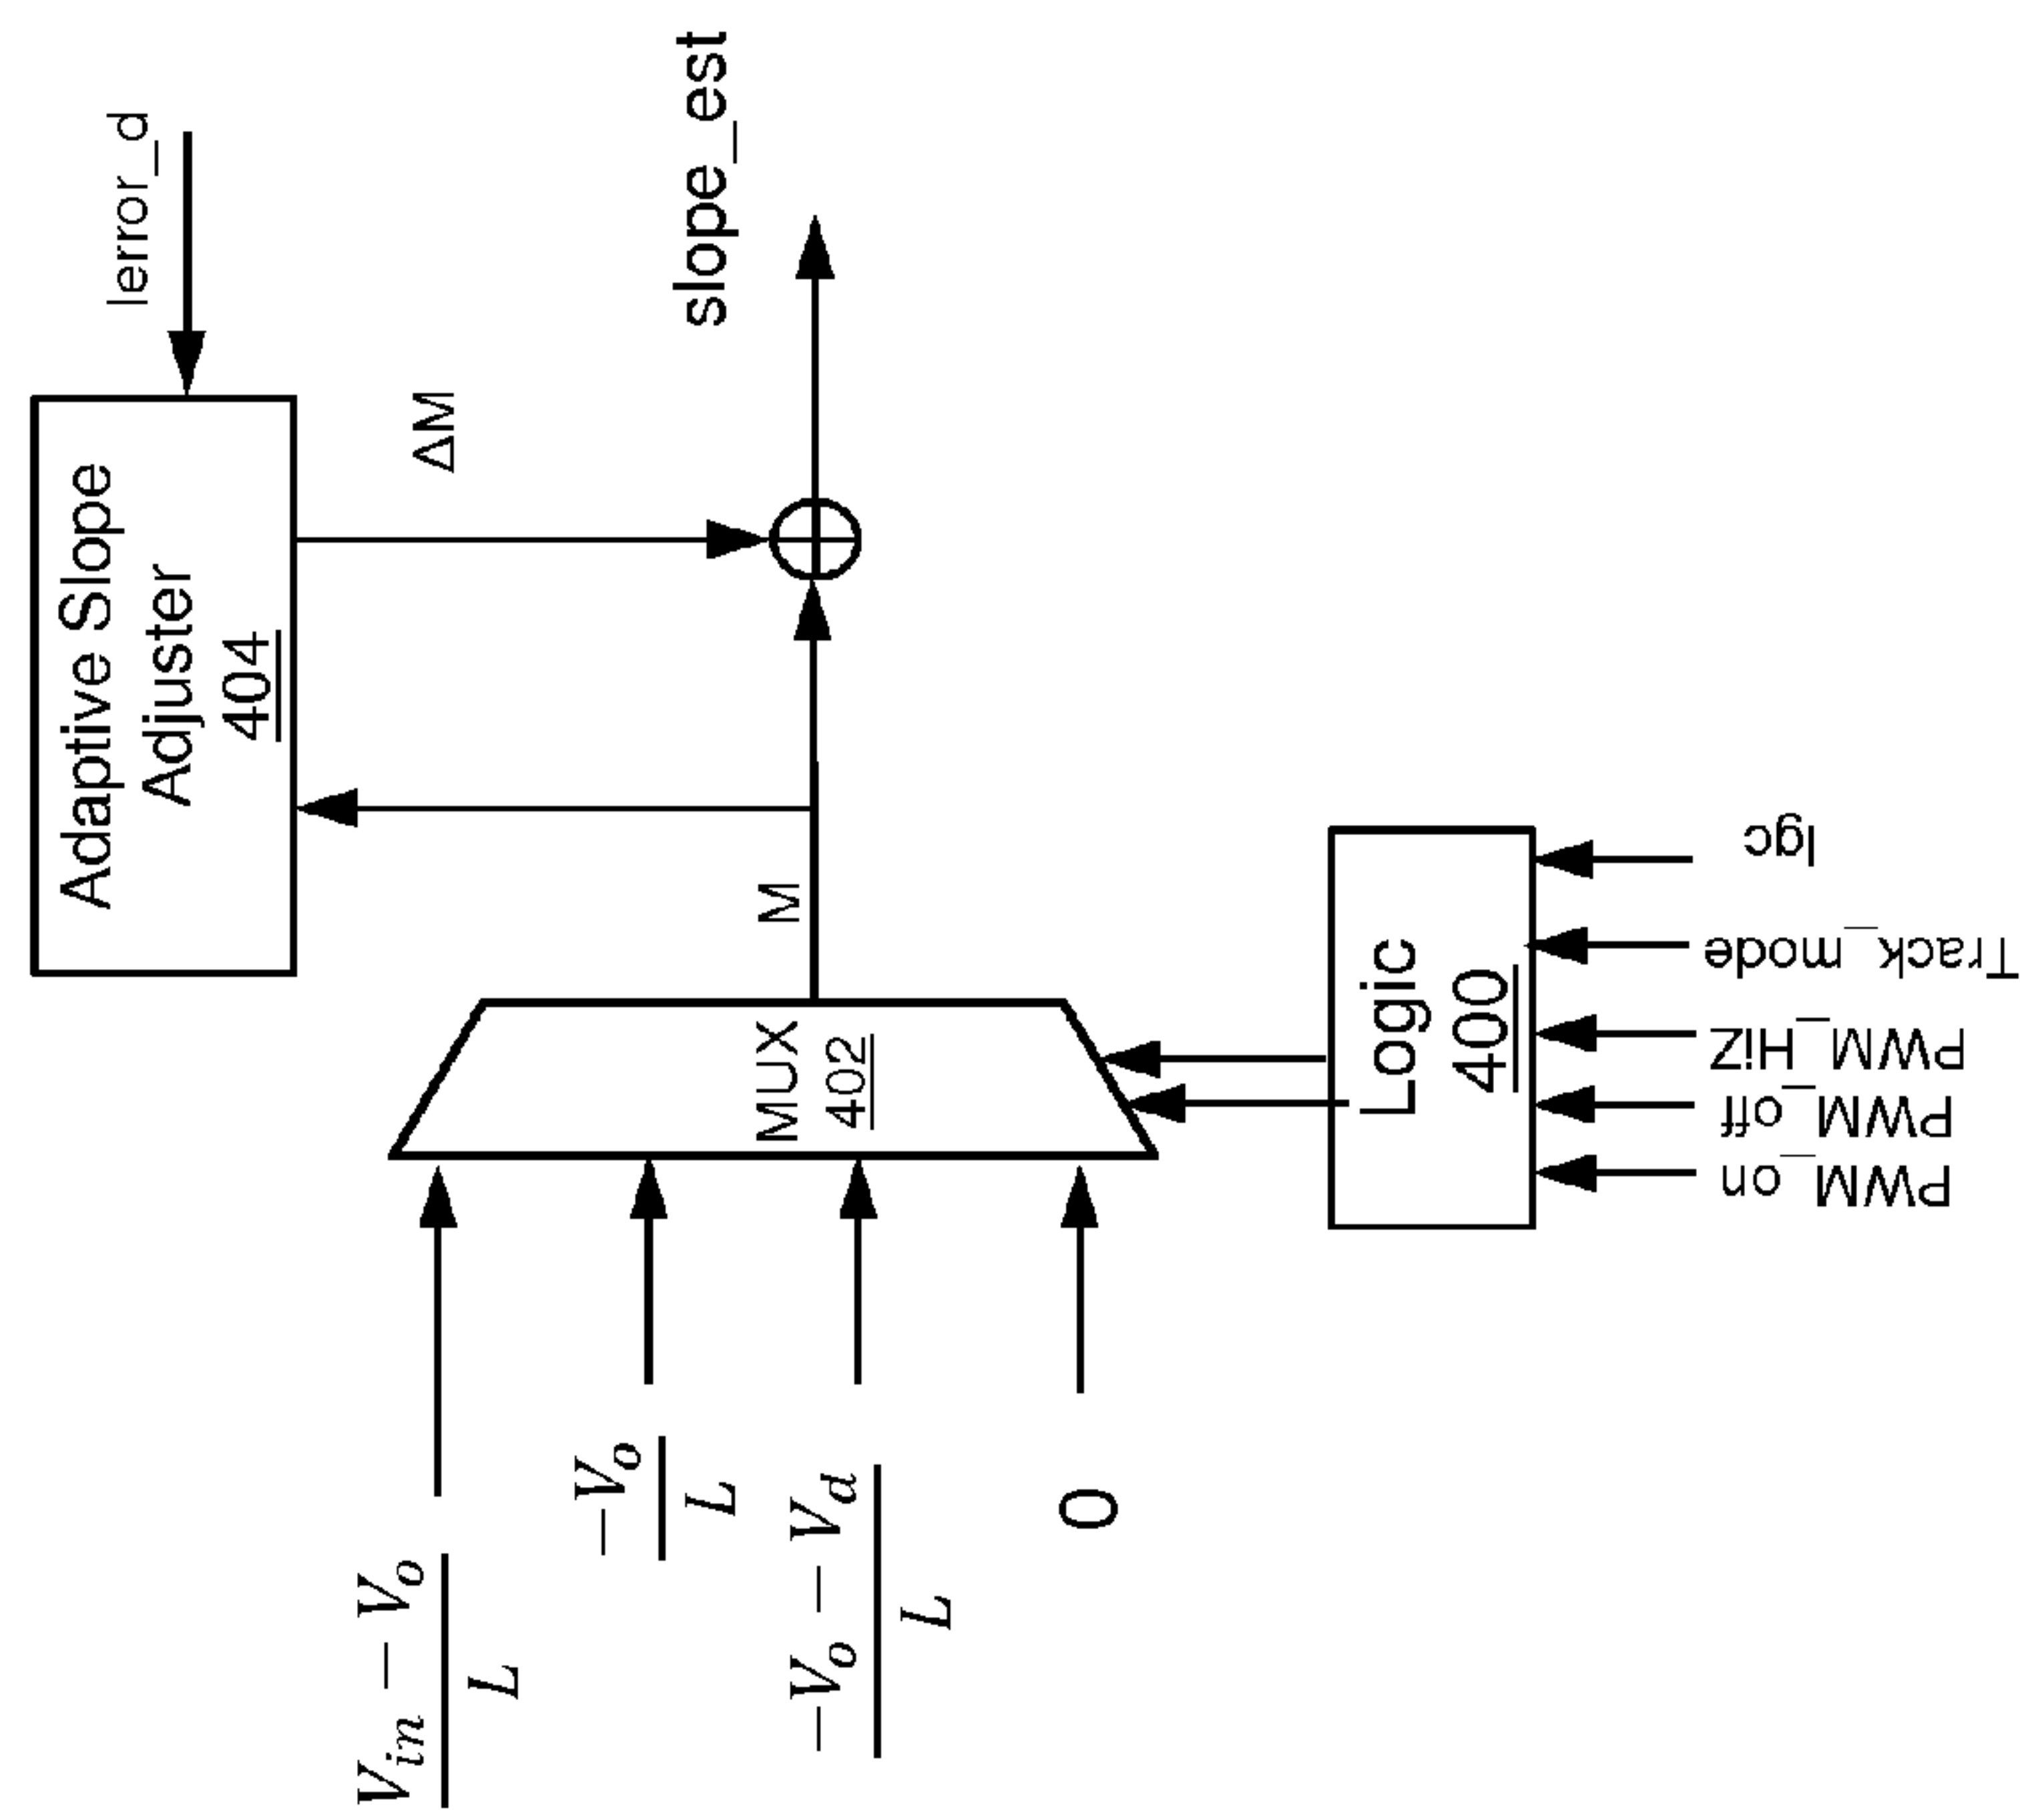 Adaptive Slope
Adjuster
404
Ierror_d
ΔM
V_in − V_o
L
−V_o
L
−V_o − V_d
L
0
MUX
402
M
slope_est
Logic
400
PWM_on
PWM_off
PWM_HiZ
Track_mode
Igc